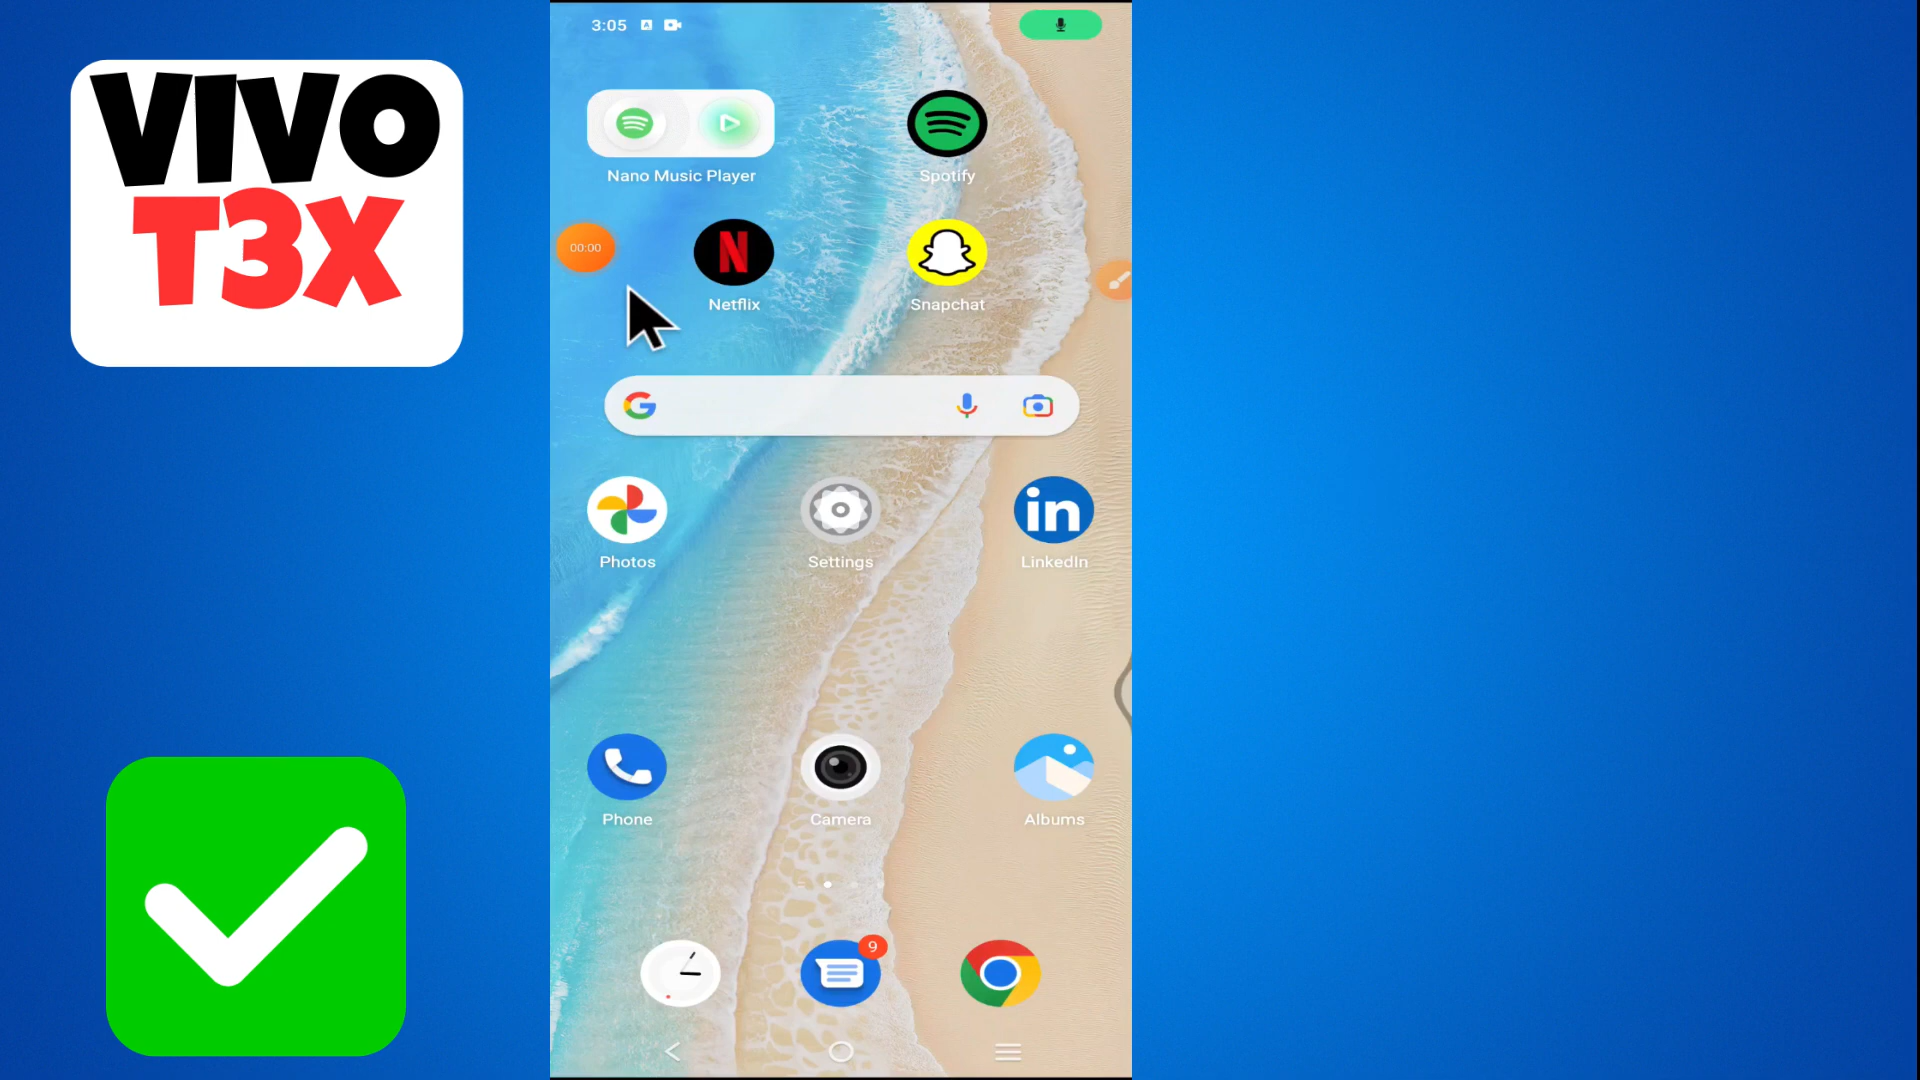 VIVO
T3X
3:05
Nano Music Player
Spotify
00:00
N
Netflix
Snapchat
G
Photos
Settings
in
LinkedIn
Phone
Camera
Albums
9